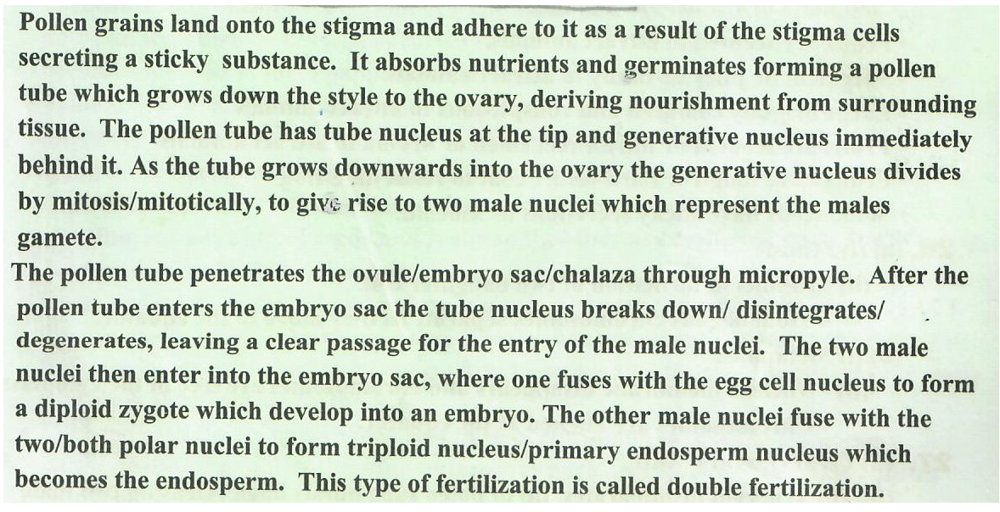 Pollen grains land onto the stigma and adhere to it as a result of the stigma cells
secreting a sticky substance. It absorbs nutrients and germinates forming a pollen
tube which grows down the style to the ovary, deriving nourishment from surrounding
tissue. The pollen tube has tube nucleus at the tip and generative nucleus immediately
behind it. As the tube grows downwards into the ovary the generative nucleus divides
by mitosis/mitotically, to give rise to two male nuclei which represent the males
gamete.
The pollen tube penetrates the ovule/embryo sac/chalaza through micropyle. After the
pollen tube enters the embryo sac the tube nucleus breaks down/ disintegrates/
degenerates, leaving a clear passage for the entry of the male nuclei. The two male
nuclei then enter into the embryo sac, where one fuses with the egg cell nucleus to form
a diploid zygote which develop into an embryo. The other male nuclei fuse with the
two/both polar nuclei to form triploid nucleus/primary endosperm nucleus which
becomes the endosperm. This type of fertilization is called double fertilization.